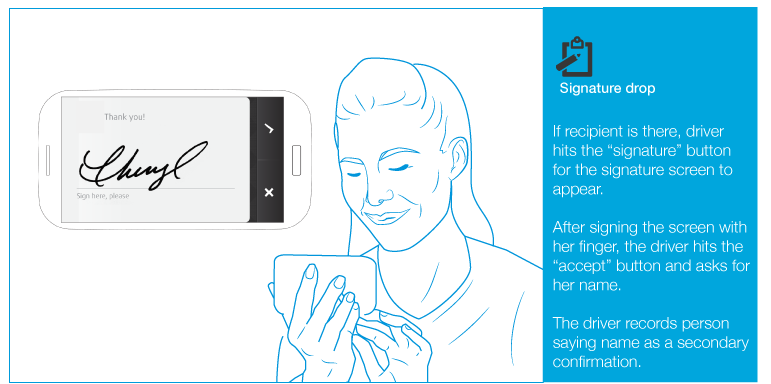 Thank you!
Cheryl
Sign here, please
Signature drop
If recipient is there, driver
hits the “signature” button
for the signature screen to
appear.
After signing the screen with
her finger, the driver hits the
“accept” button and asks for
her name.
The driver records person
saying name as a secondary
confirmation.